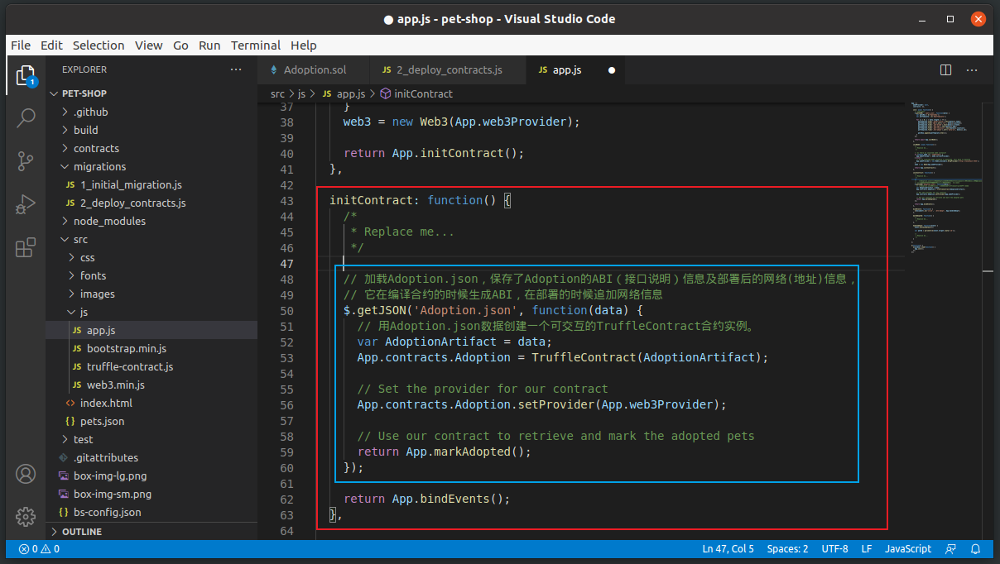 app.js - pet-shop - Visual Studio Code
File Edit Selection View Go Run Terminal Help
1
EXPLORER
PET-SHOP
.github
build
contracts
migrations
JS 1_initial_migration.js
JS 2_deploy_contracts.js
node_modules
src
css
fonts
images
js
JS app.js
JS bootstrap.min.js
JS truffle-contract.js
JS web3.min.js
<> index.html
{} pets.json
test
.gitattributes
box-img-lg.png
box-img-sm.png
{} bs-config.json
OUTLINE
Adoption.sol JS 2_deploy_contracts.js JS app.js
src > js > JS app.js > initContract
37 }
38 web3 = new Web3(App.web3Provider);
39
40 return App.initContract();
41 },
42
43 initContract: function() {
44 /*
45 * Replace me...
46 */
47
48 // 加载Adoption.json，保存了Adoption的ABI（接口说明）信息及部署后的网络(地址)信息，
49 // 它在编译合约的时候生成ABI，在部署的时候追加网络信息
50 $.getJSON('Adoption.json', function(data) {
51 // 用Adoption.json数据创建一个可交互的TruffleContract合约实例。
52 var AdoptionArtifact = data;
53 App.contracts.Adoption = TruffleContract(AdoptionArtifact);
54
55 // Set the provider for our contract
56 App.contracts.Adoption.setProvider(App.web3Provider);
57
58 // Use our contract to retrieve and mark the adopted pets
59 return App.markAdopted();
60 });
61
62 return App.bindEvents();
63 },
64
0 0 Ln 47, Col 5 Spaces: 2 UTF-8 LF JavaScript